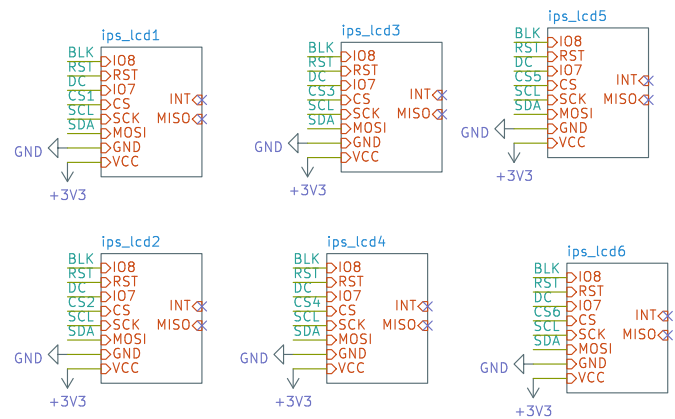 ips_lcd1
BLK IO8
RST RST
DC IO7 INT
CS1 CS
SCL SCK MISO
SDA MOSI
GND GND
VCC
+3V3
ips_lcd3
BLK IO8
RST RST
DC IO7 INT
CS3 CS
SCL SCK MISO
SDA MOSI
GND GND
VCC
+3V3
ips_lcd5
BLK IO8
RST RST
DC IO7 INT
CS5 CS
SCL SCK MISO
SDA MOSI
GND GND
VCC
+3V3
ips_lcd2
BLK IO8
RST RST
DC IO7 INT
CS2 CS
SCL SCK MISO
SDA MOSI
GND GND
VCC
+3V3
ips_lcd4
BLK IO8
RST RST
DC IO7 INT
CS4 CS
SCL SCK MISO
SDA MOSI
GND GND
VCC
+3V3
ips_lcd6
BLK IO8
RST RST
DC IO7 INT
CS6 CS
SCL SCK MISO
SDA MOSI
GND GND
VCC
+3V3